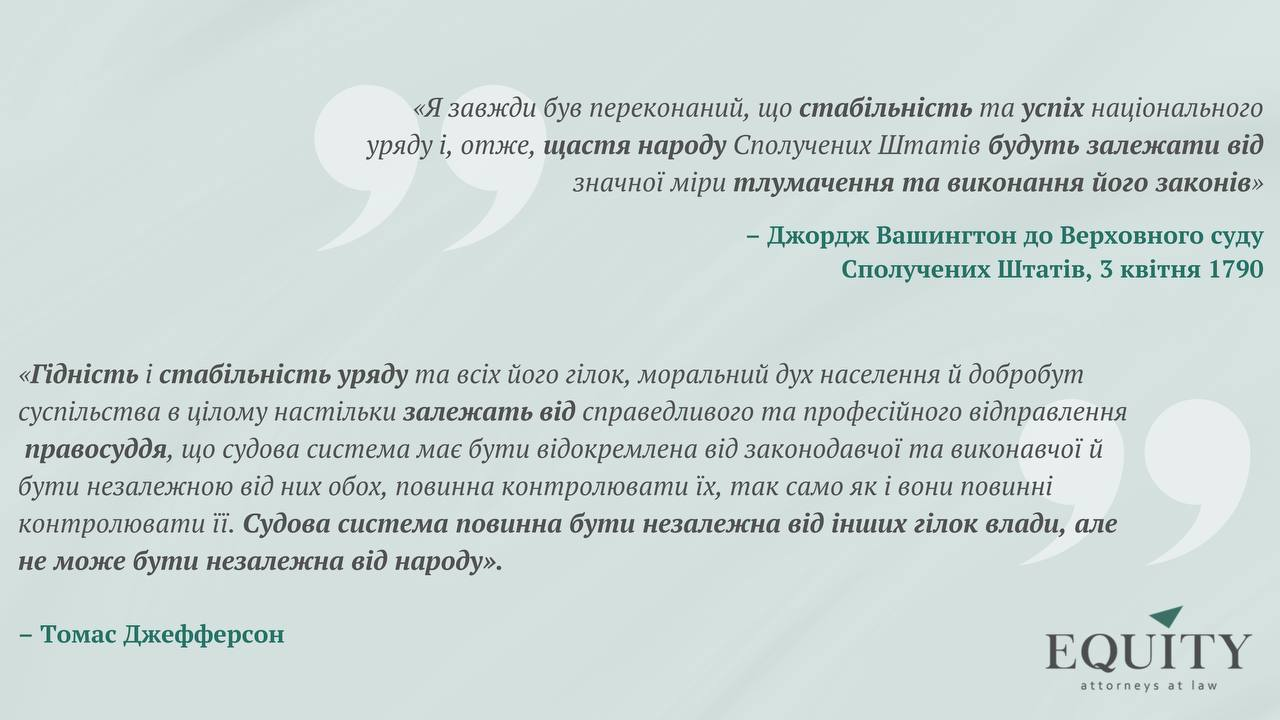 «Я завжди був переконаний, що стабільність та успіх національного
уряду і, отже, щастя народу Сполучених Штатів будуть залежати від
значної міри тлумачення та виконання його законів»
– Джордж Вашингтон до Верховного суду
Сполучених Штатів, 3 квітня 1790
«Гідність і стабільність уряду та всіх його гілок, моральний дух населення й добробут
суспільства в цілому настільки залежать від справедливого та професійного відправлення
правосуддя, що судова система має бути відокремлена від законодавчої та виконавчої й
бути незалежною від них обох, повинна контролювати їх, так само як і вони повинні
контролювати її. Судова система повинна бути незалежна від інших гілок влади, але
не може бути незалежна від народу».
– Томас Джефферсон
EQUITY
attorneys at law